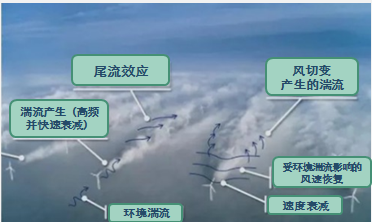 尾流效应
风切变
产生的湍流
湍流产生（高频
并快速衰减）
受环境湍流影响的
风速恢复
速度衰减
环境湍流